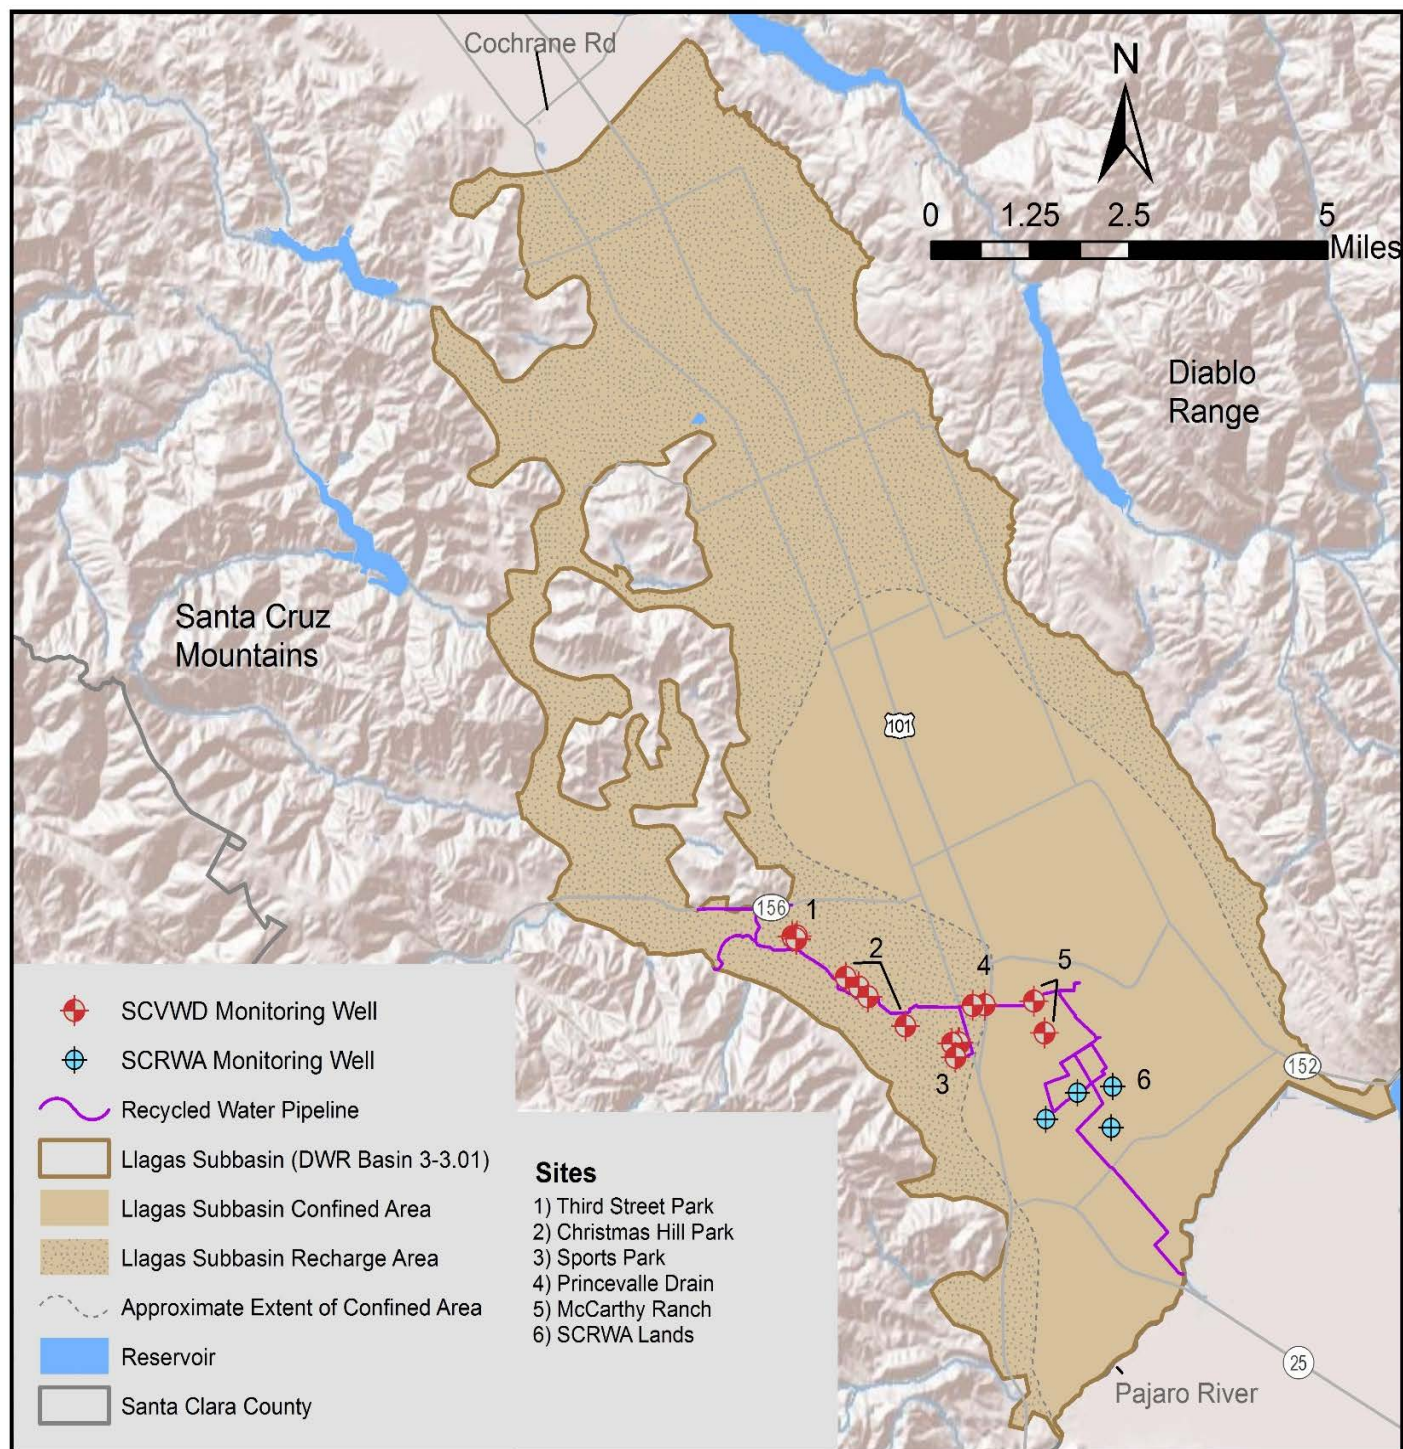 Cochrane Rd
N
0 1.25 2.5 5
Miles
Diablo
Range
Santa Cruz
Mountains
101
156
1
2
4
5
3
6
152
25
Pajaro River
SCVWD Monitoring Well
SCRWA Monitoring Well
Recycled Water Pipeline
Llagas Subbasin (DWR Basin 3-3.01)
Llagas Subbasin Confined Area
Llagas Subbasin Recharge Area
Approximate Extent of Confined Area
Reservoir
Santa Clara County
Sites
1) Third Street Park
2) Christmas Hill Park
3) Sports Park
4) Princevalle Drain
5) McCarthy Ranch
6) SCRWA Lands